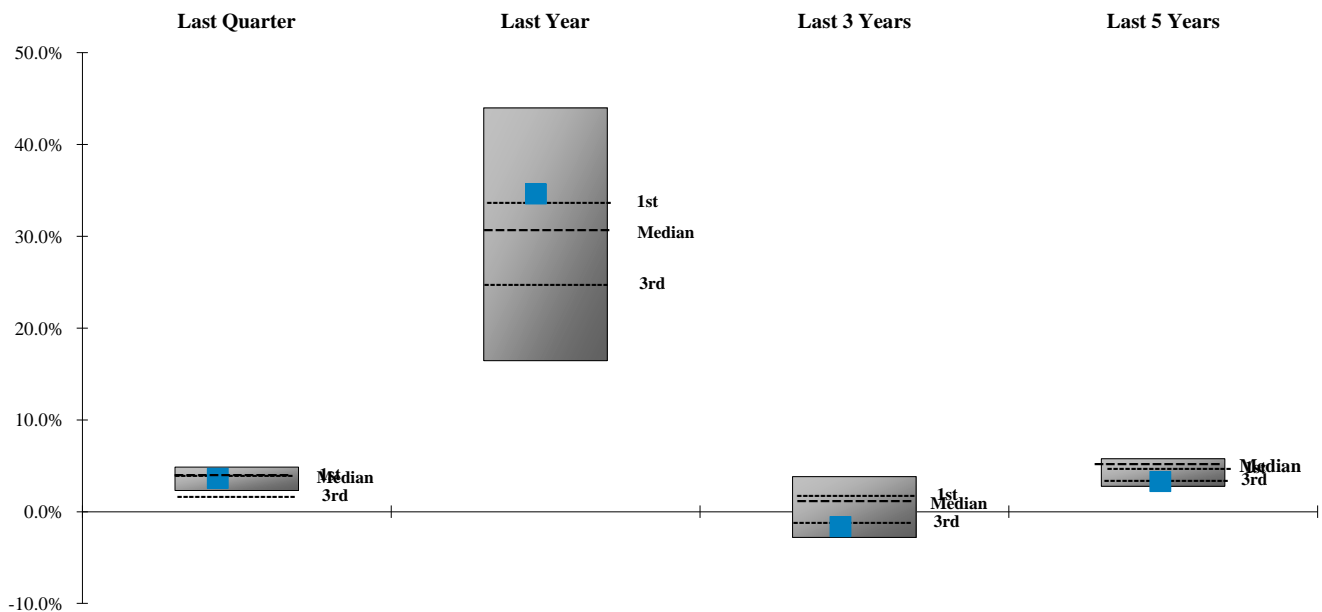 Last Quarter Last Year Last 3 Years Last 5 Years
50.0%
40.0%
30.0%
20.0%
10.0%
0.0%
-10.0%
1st
Median
3rd
1st
Median
3rd
1st
Median
3rd
Median
1st
3rd